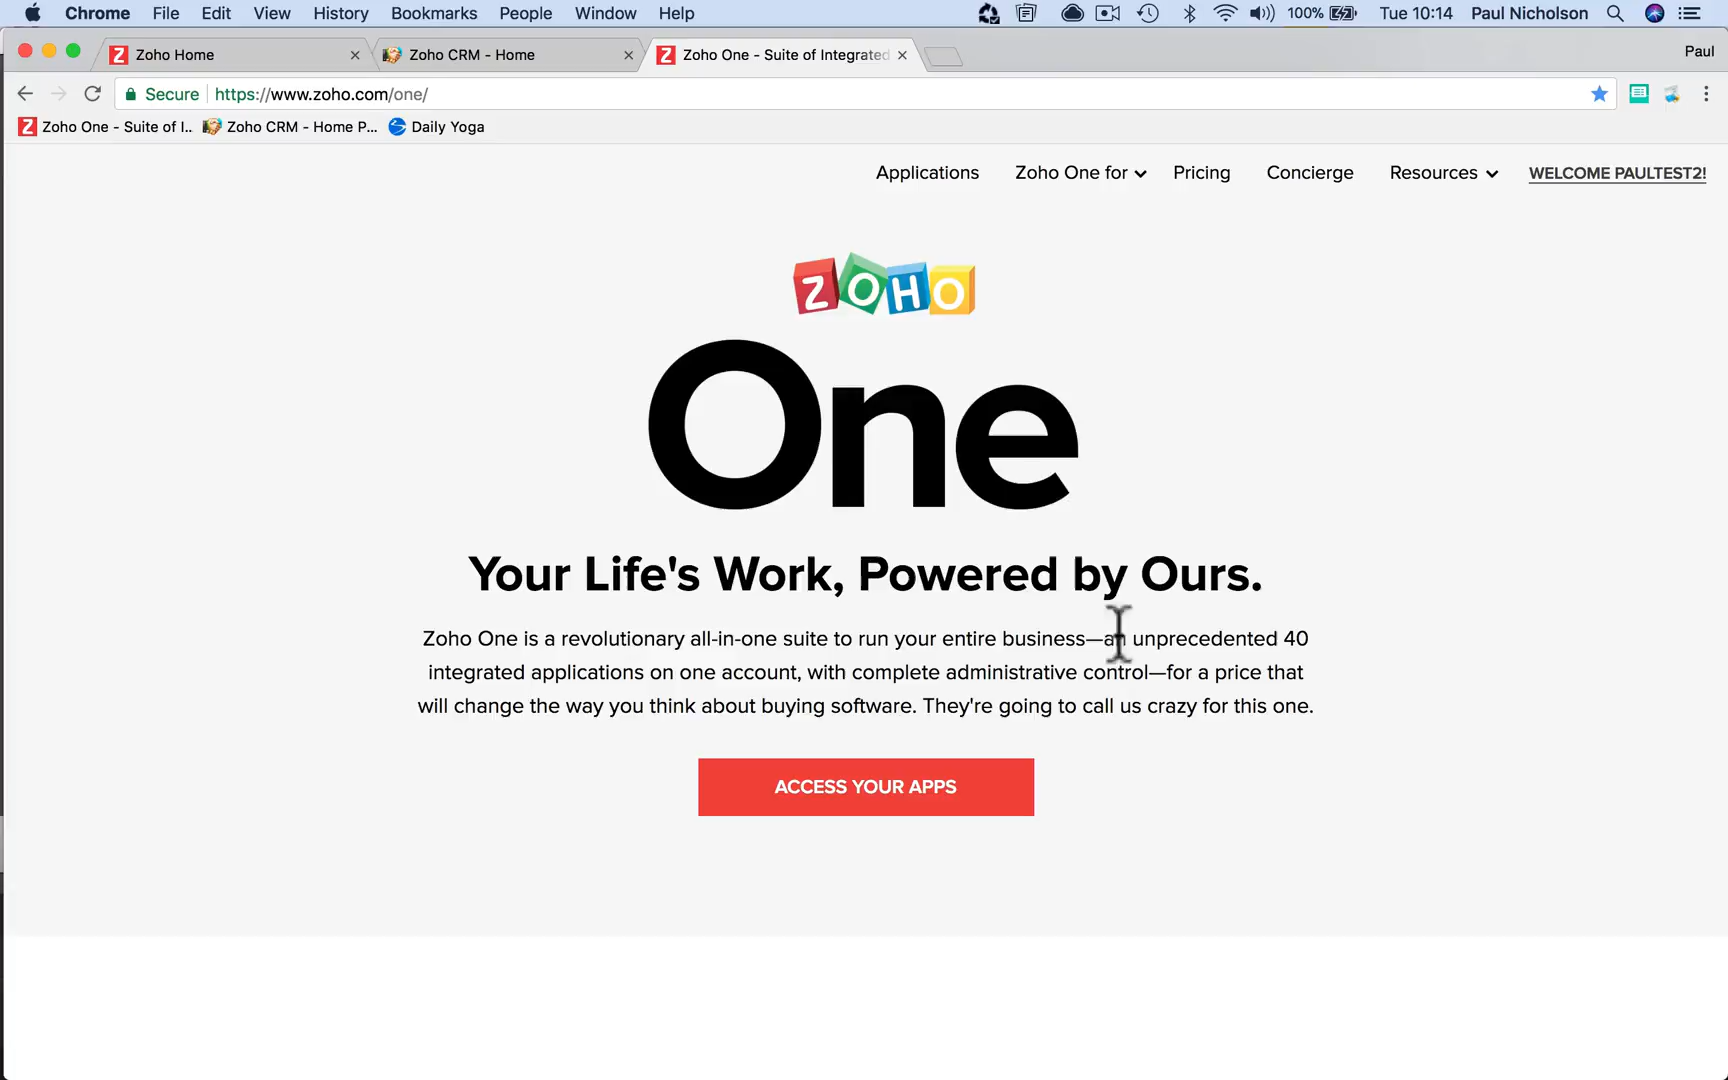 Chrome File Edit View History Bookmarks People Window Help 100% Tue 10:14 Paul Nicholson
Z Zoho Home Zoho CRM - Home Z Zoho One - Suite of Integrated Paul
Secure https://www.zoho.com/one/
Z Zoho One - Suite of I... Zoho CRM - Home P... Daily Yoga
Applications Zoho One for Pricing Concierge Resources WELCOME PAULTEST2!
ZOHO
One
Your Life's Work, Powered by Ours.
Zoho One is a revolutionary all-in-one suite to run your entire business—an unprecedented 40
integrated applications on one account, with complete administrative control—for a price that
will change the way you think about buying software. They're going to call us crazy for this one.
ACCESS YOUR APPS